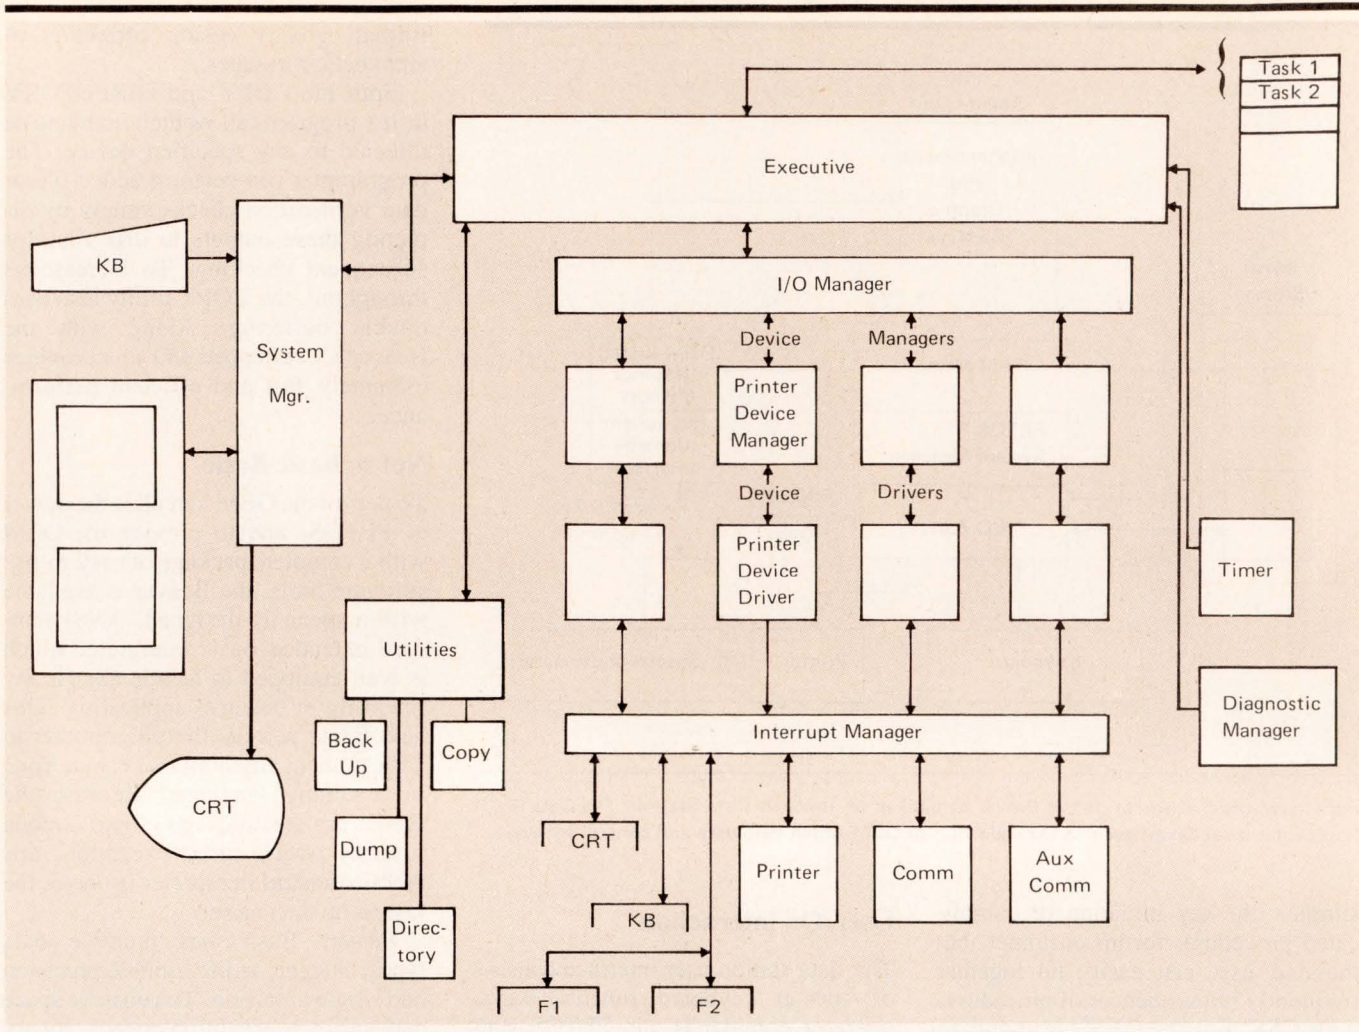 Task 1
Task 2
Executive
KB
I/O Manager
System
Mgr.
Device Managers
Printer
Device
Manager
Device Drivers
Printer
Device
Driver
Timer
Utilities
Diagnostic
Manager
Interrupt Manager
Back
Up
Copy
CRT
Dump
CRT
Printer
Comm
Aux
Comm
KB
Direc-
tory
F1
F2